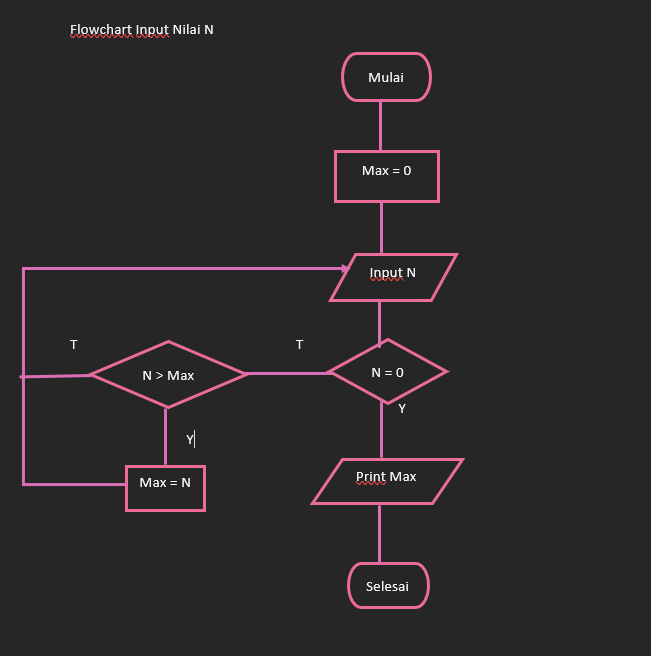 Flowchart Input Nilai N
Mulai
Max = 0
Input N
T
T
N > Max
N = 0
Y
Y
Max = N
Print Max
Selesai